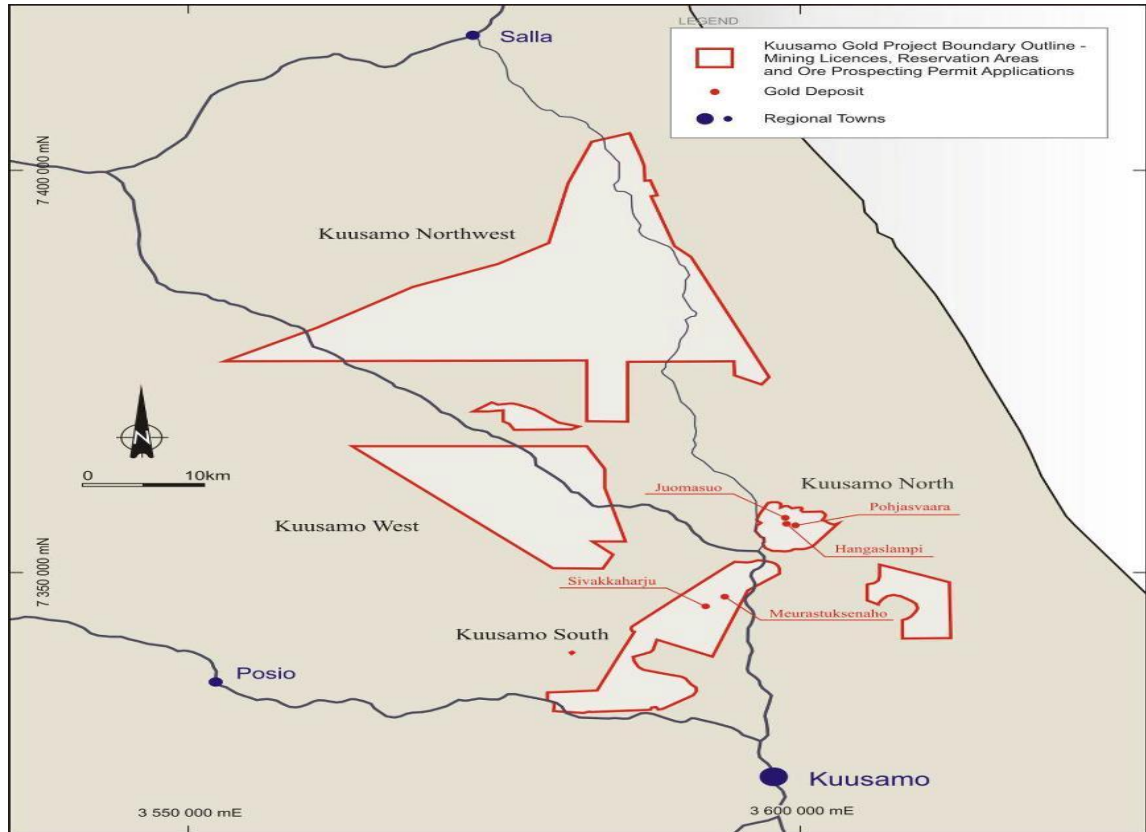 LEGEND
Kuusamo Gold Project Boundary Outline -
Mining Licences, Reservation Areas
and Ore Prospecting Permit Applications
Gold Deposit
Regional Towns
Salla
7 400 000 mN
Kuusamo Northwest
N
0 10km
Kuusamo North
Juomasuo
Pohjasvaara
Kuusamo West
Hangaslampi
7 350 000 mN
Sivakkaharju
Meurastuksenaho
Kuusamo South
Posio
Kuusamo
3 550 000 mE
3 600 000 mE